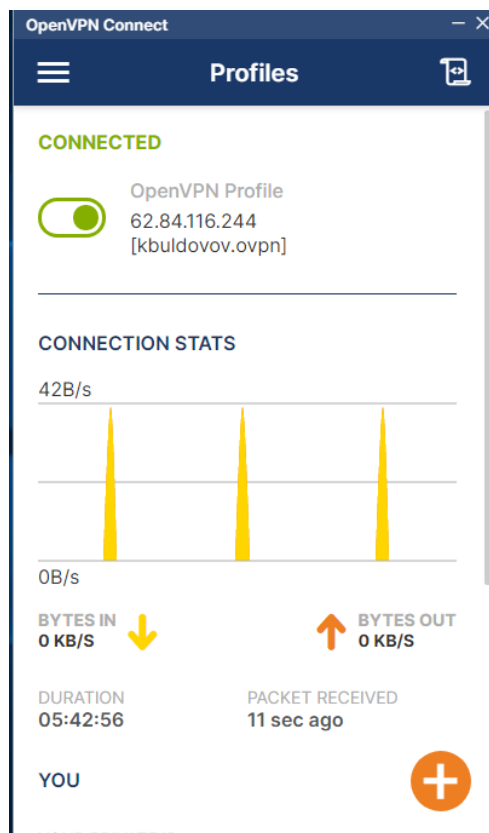 OpenVPN Connect
Profiles
CONNECTED
OpenVPN Profile
62.84.116.244
[kbuldovov.ovpn]
CONNECTION STATS
42B/s
0B/s
BYTES IN
0 KB/S
BYTES OUT
0 KB/S
DURATION
05:42:56
PACKET RECEIVED
11 sec ago
YOU